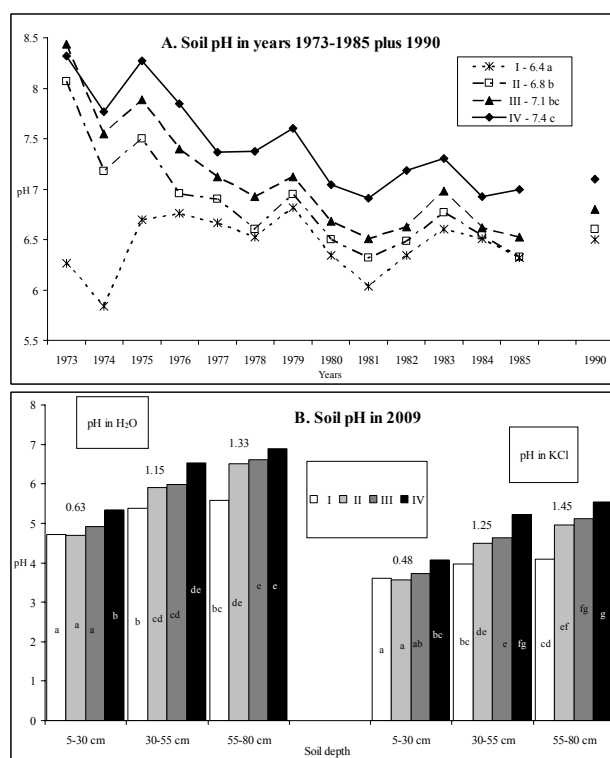 A. Soil pH in years 1973-1985 plus 1990
I - 6.4 a
II - 6.8 b
III - 7.1 bc
IV - 7.4 c
8.5
8
7.5
pH 7
6.5
6
5.5
1973 1974 1975 1976 1977 1978 1979 1980 1981 1982 1983 1984 1985 1990
Years
B. Soil pH in 2009
pH in H₂O
pH in KCl
I II III IV
8
7
6
5
pH 4
3
2
1
0
0.63 1.15 1.33 0.48 1.25 1.45
a a a b b cd cd de bc de e e a a ab bc bc de e fg cd ef fg g
5-30 cm 30-55 cm 55-80 cm 5-30 cm 30-55 cm 55-80 cm
Soil depth